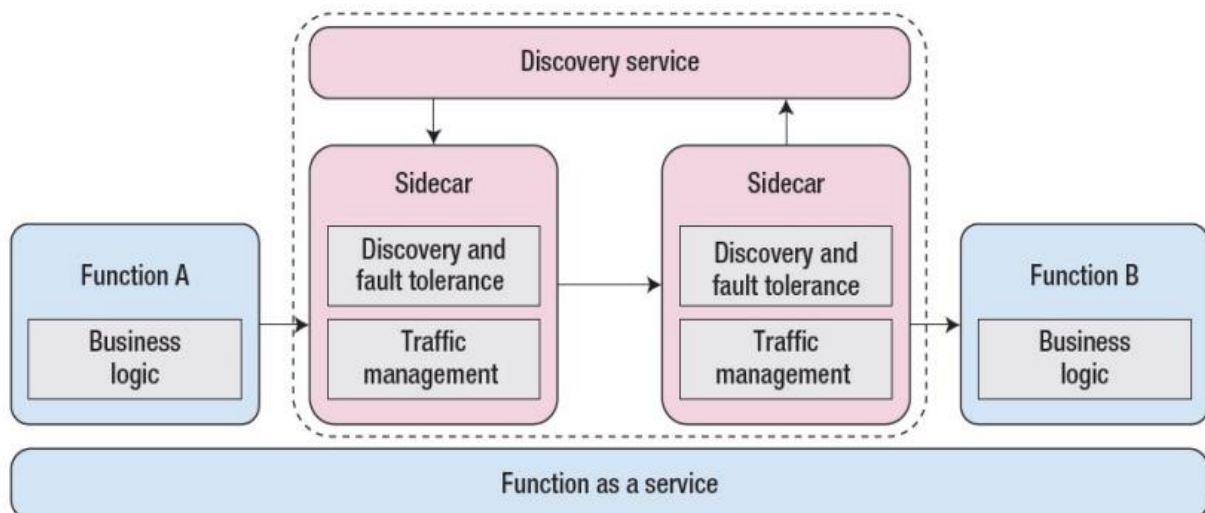 Discovery service
Sidecar
Discovery and
fault tolerance
Traffic
management
Sidecar
Discovery and
fault tolerance
Traffic
management
Function A
Business
logic
Function B
Business
logic
Function as a service